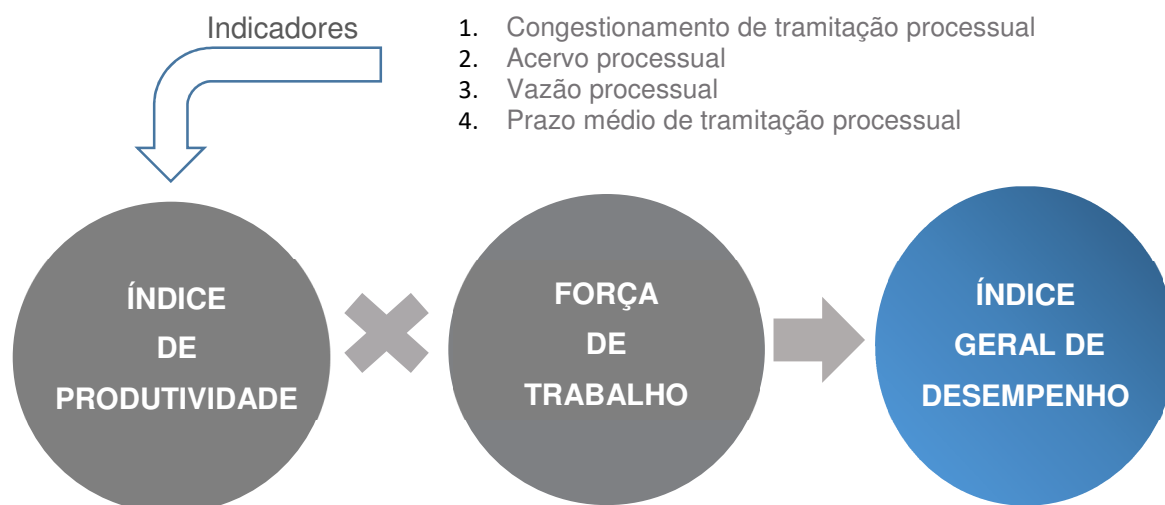 Indicadores
1. Congestionamento de tramitação processual
2. Acervo processual
3. Vazão processual
4. Prazo médio de tramitação processual
ÍNDICE
DE
PRODUTIVIDADE
FORÇA
DE
TRABALHO
ÍNDICE
GERAL DE
DESEMPENHO